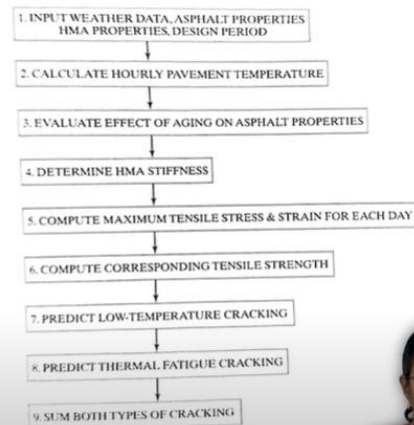 1. INPUT WEATHER DATA, ASPHALT PROPERTIES
HMA PROPERTIES, DESIGN PERIOD
2. CALCULATE HOURLY PAVEMENT TEMPERATURE
3. EVALUATE EFFECT OF AGING ON ASPHALT PROPERTIES
4. DETERMINE HMA STIFFNESS
5. COMPUTE MAXIMUM TENSILE STRESS & STRAIN FOR EACH DAY
6. COMPUTE CORRESPONDING TENSILE STRENGTH
7. PREDICT LOW-TEMPERATURE CRACKING
8. PREDICT THERMAL FATIGUE CRACKING
9. SUM BOTH TYPES OF CRACKING